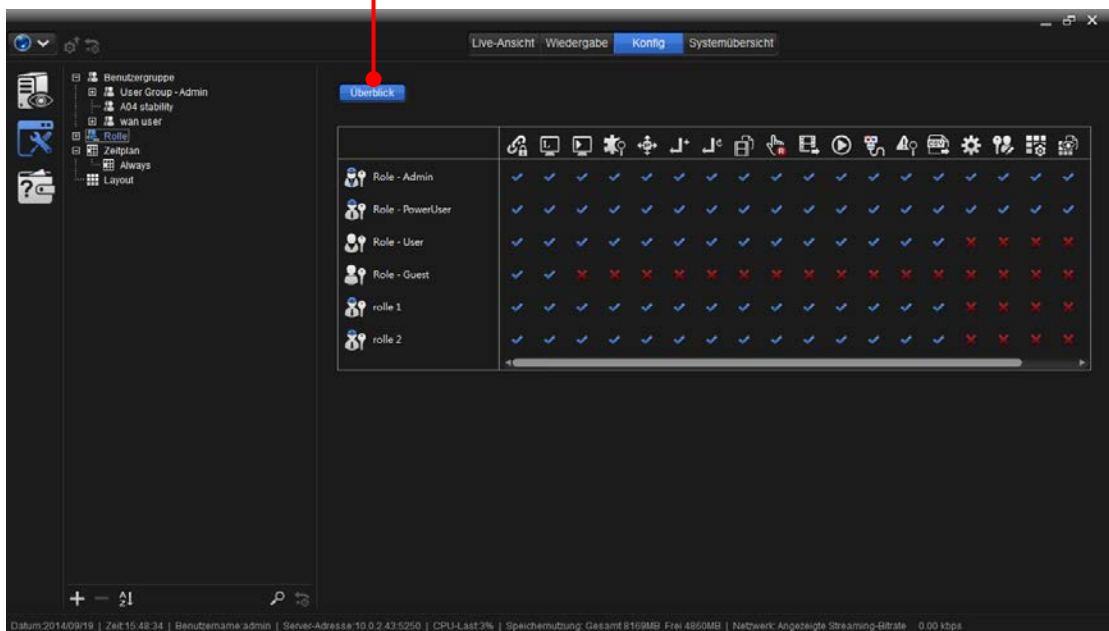 Live-Ansicht Wiedergabe Konfig Systemübersicht
Benutzergruppe
User Group - Admin
A04 stability
wan user
Rolle
Zeitplan
Always
Layout
Überblick
Role - Admin
Role - PowerUser
Role - User
Role - Guest
rolle 1
rolle 2
Datum:2014/09/19 | Zeit:15:48:34 | Benutzername:admin | Server-Adresse:10.0.2.43:5250 | CPU-Last:3% | Speichernutzung: Gesamt 8169MB Frei 4860MB | Netzwerk: Angezeigte Streaming-Bitrate 0.00 kbps